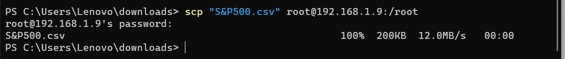 PS C:\Users\Lenovo\downloads> scp "S&P500.csv" root@192.168.1.9:/root
root@192.168.1.9's password:
S&P500.csv 100% 200KB 12.0MB/s 00:00
PS C:\Users\Lenovo\downloads>